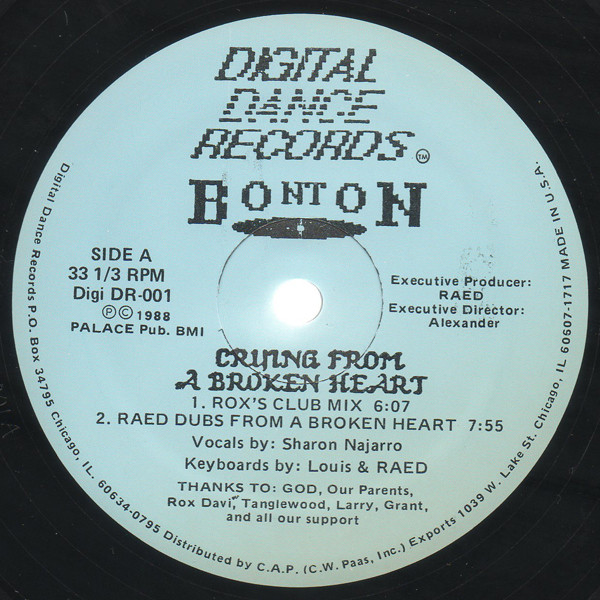 DIGITAL
DANCE
RECORDS TM
BONTON
SIDE A
33 1/3 RPM
Digi DR-001
Ⓟ © 1988
PALACE Pub. BMI
Executive Producer:
RAED
Executive Director:
Alexander
CRYING FROM
A BROKEN HEART
1. ROX'S CLUB MIX 6:07
2. RAED DUBS FROM A BROKEN HEART 7:55
Vocals by: Sharon Najarro
Keyboards by: Louis & RAED
THANKS TO: GOD, Our Parents,
Rox Davi, Tanglewood, Larry, Grant,
and all our support
Digital Dance Records P.O. Box 34795 Chicago, IL. 60634-0795 Distributed by C.A.P. (C.W. Paas, Inc.) Exports 1039 W. Lake St. Chicago, IL 60607-1717 MADE IN U.S.A.